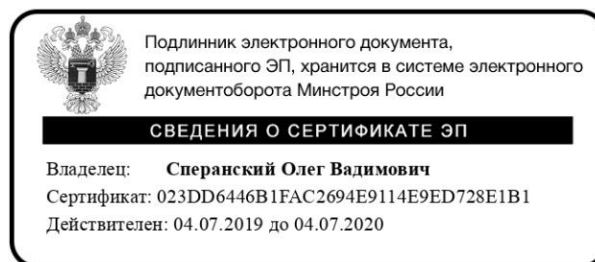 Подлинник электронного документа,
подписанного ЭП, хранится в системе электронного
документоборота Минстроя России
СВЕДЕНИЯ О СЕРТИФИКАТЕ ЭП
Владелец: Сперанский Олег Вадимович
Сертификат: 023DD6446B1FAC2694E9114E9ED728E1B1
Действителен: 04.07.2019 до 04.07.2020